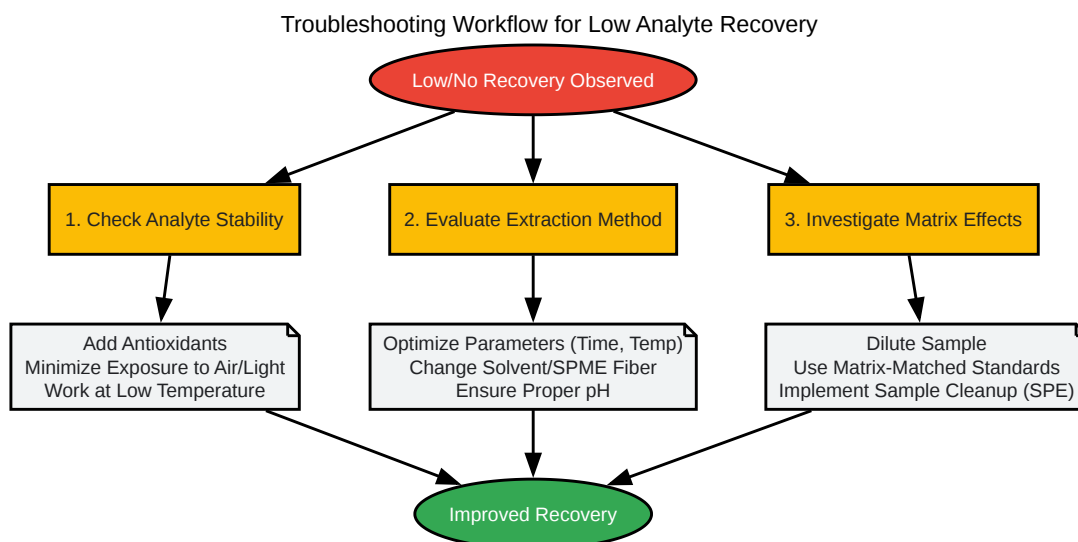 Troubleshooting Workflow for Low Analyte Recovery
Low/No Recovery Observed
1. Check Analyte Stability
2. Evaluate Extraction Method
3. Investigate Matrix Effects
Add Antioxidants
Minimize Exposure to Air/Light
Work at Low Temperature
Optimize Parameters (Time, Temp)
Change Solvent/SPME Fiber
Ensure Proper pH
Dilute Sample
Use Matrix-Matched Standards
Implement Sample Cleanup (SPE)
Improved Recovery